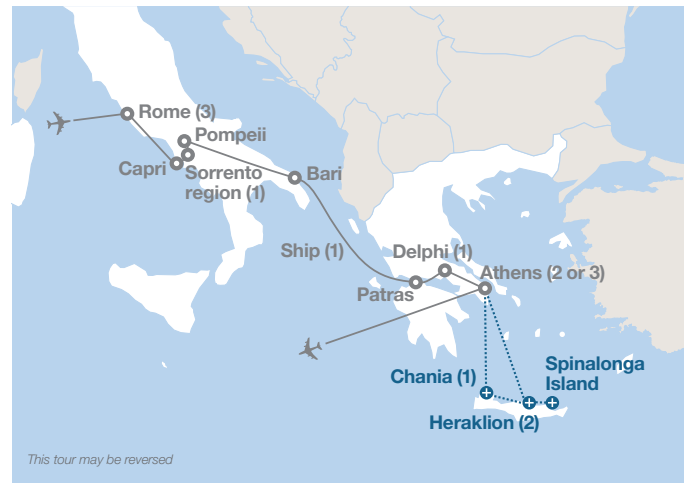 Rome (3)
Pompeii
Capri
Sorrento
region (1)
Bari
Ship (1)
Delphi (1)
Athens (2 or 3)
Patras
Chania (1)
Spinalonga
Island
Heraklion (2)
This tour may be reversed